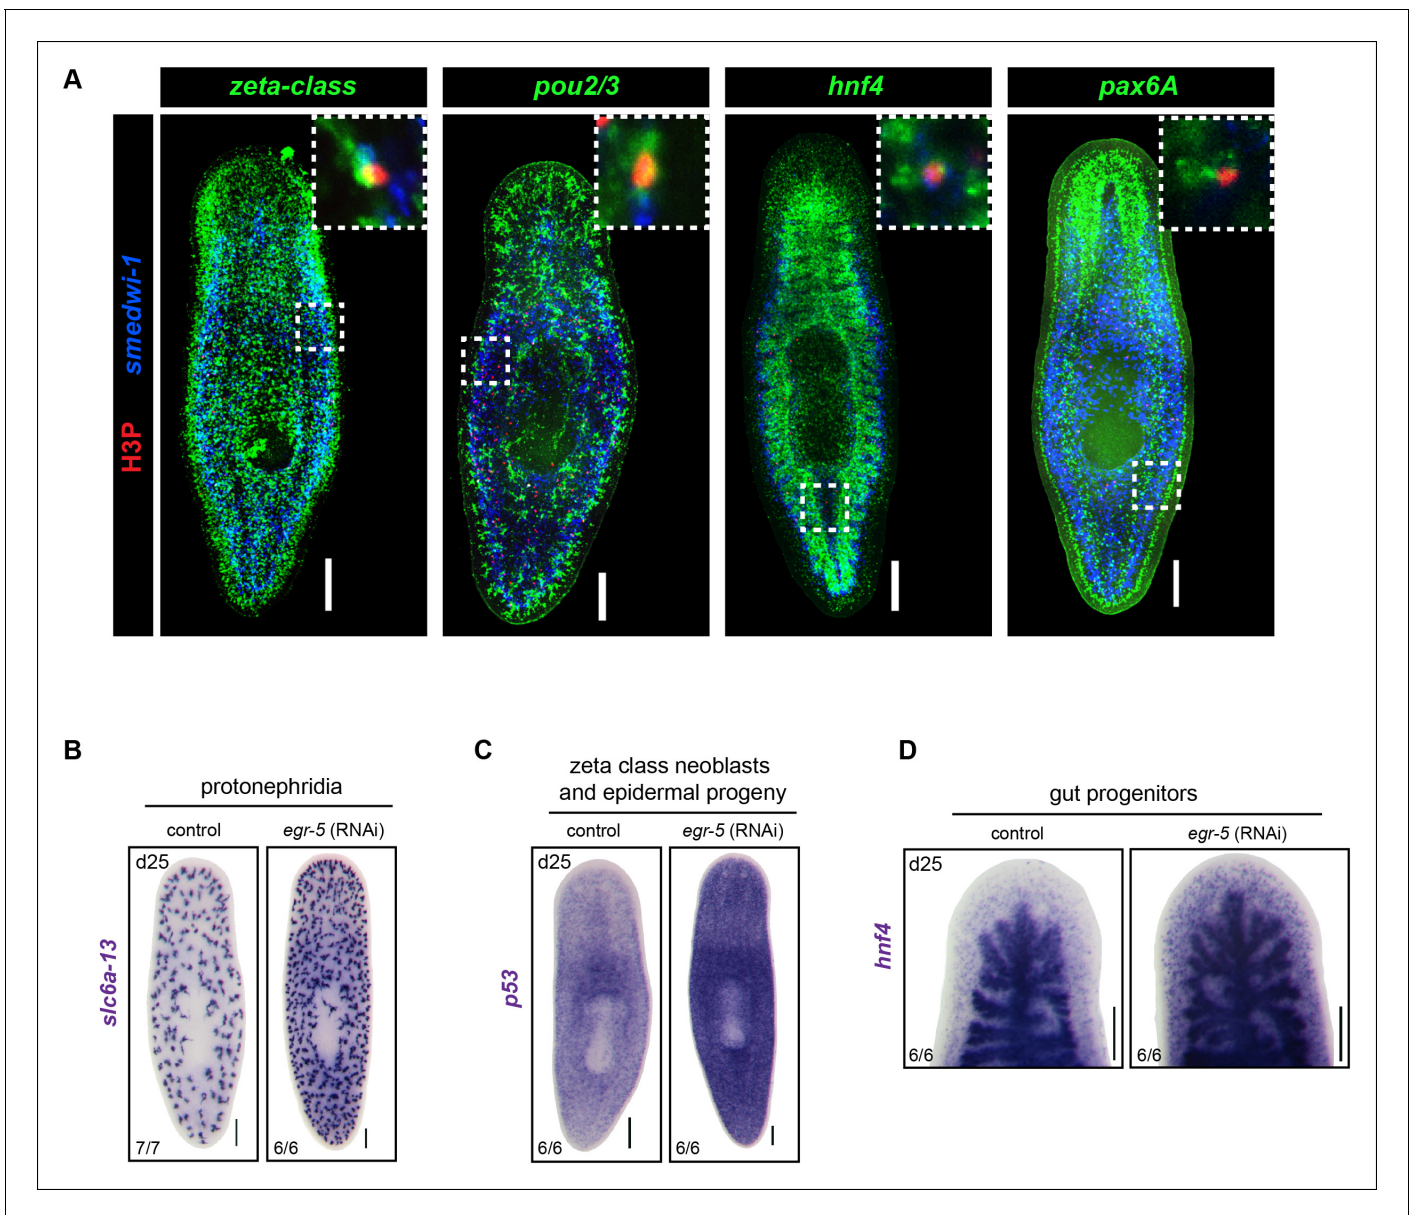 A
zeta-class
pou2/3
hnf4
pax6A
H3P smedwi-1
B
protonephridia
control
egr-5 (RNAi)
d25
slc6a-13
7/7
6/6
C
zeta class neoblasts
and epidermal progeny
control
egr-5 (RNAi)
d25
p53
6/6
6/6
D
gut progenitors
control
egr-5 (RNAi)
d25
hnf4
6/6
6/6